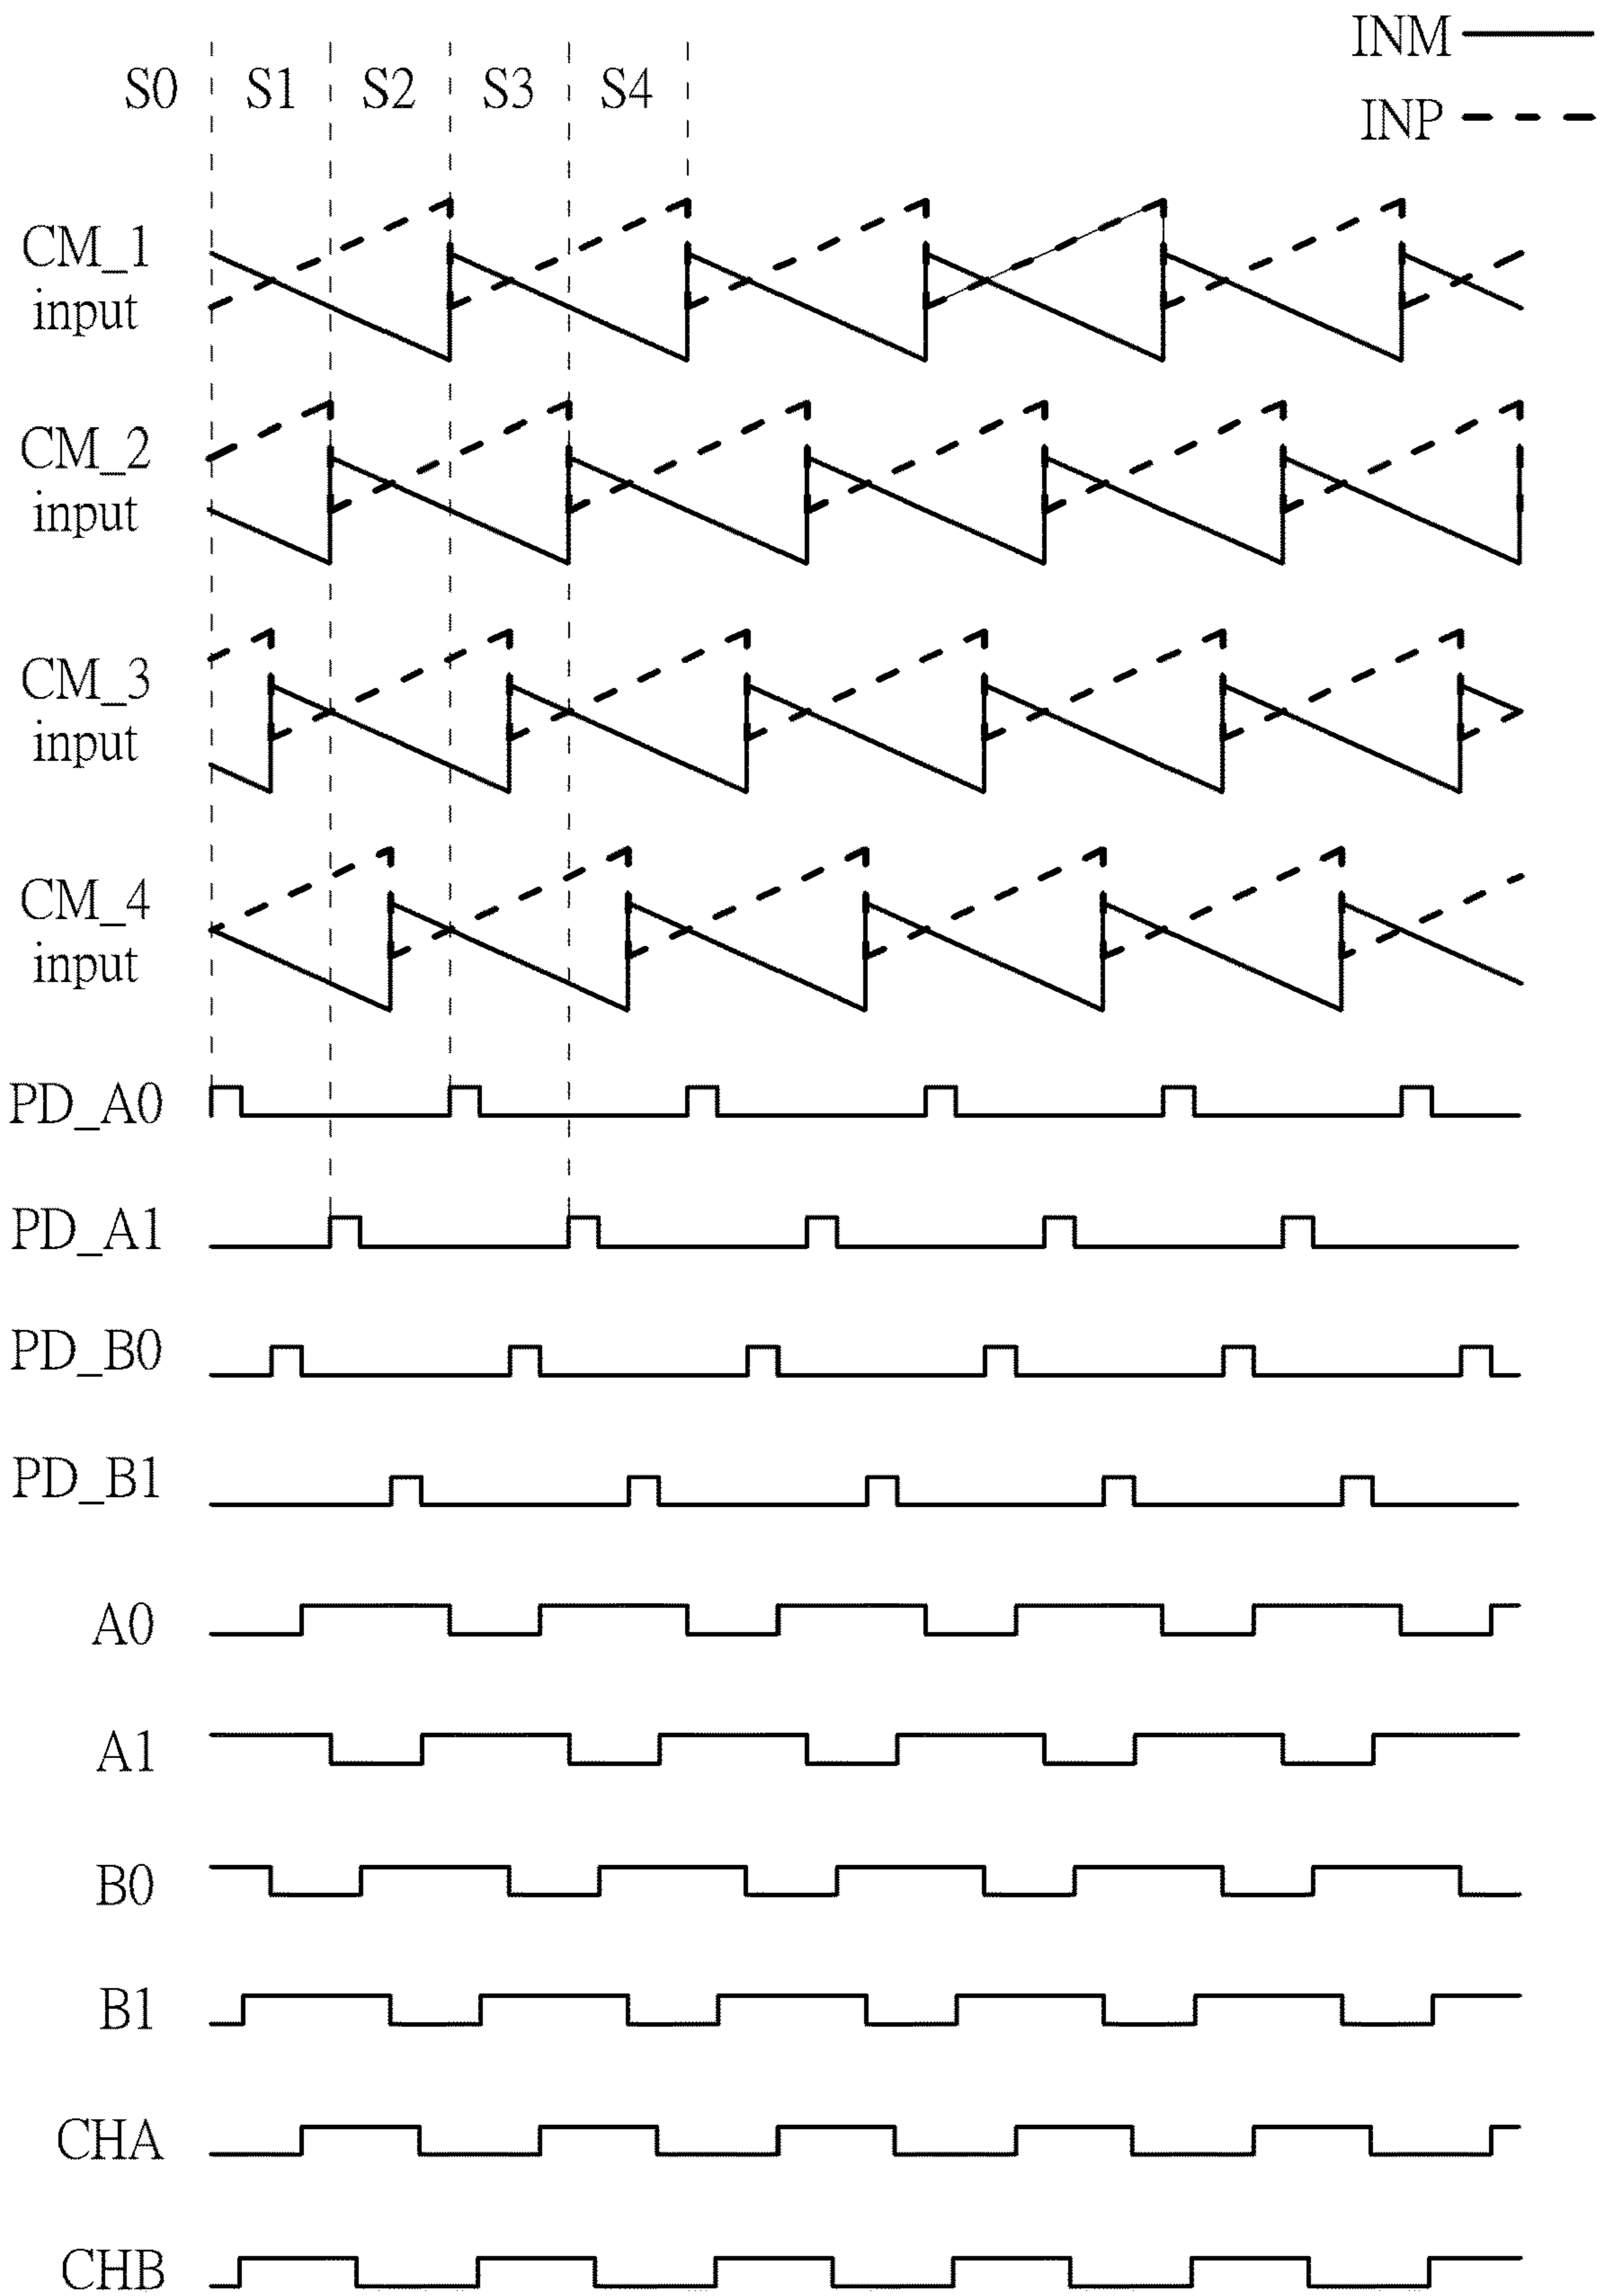 INM
INP
S0 S1 S2 S3 S4
CM_1
input
CM_2
input
CM_3
input
CM_4
input
PD_A0
PD_A1
PD_B0
PD_B1
A0
A1
B0
B1
CHA
CHB